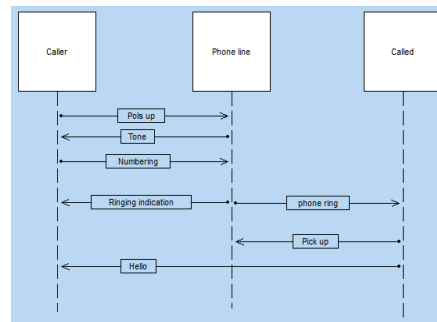 Caller
Phone line
Called
Pols up
Tone
Numbering
Ringing indication
phone ring
Pick up
Hello